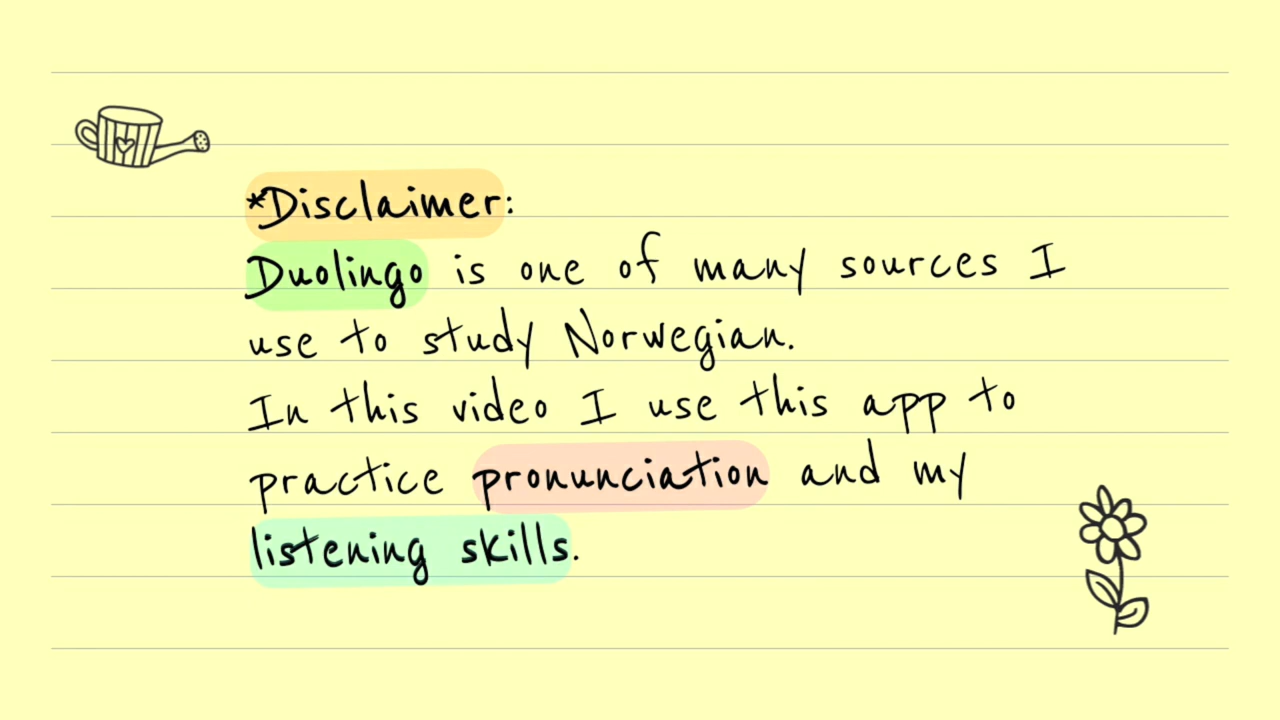 *Disclaimer:
Duolingo is one of many sources I
use to study Norwegian.
In this video I use this app to
practice pronunciation and my
listening skills.